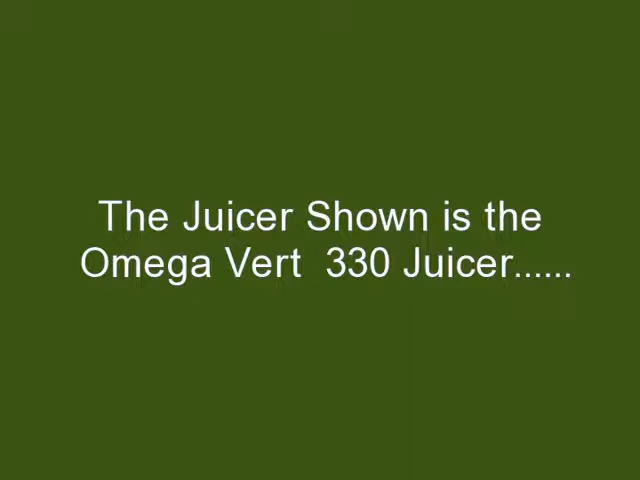 The Juicer Shown is the
Omega Vert  330 Juicer......